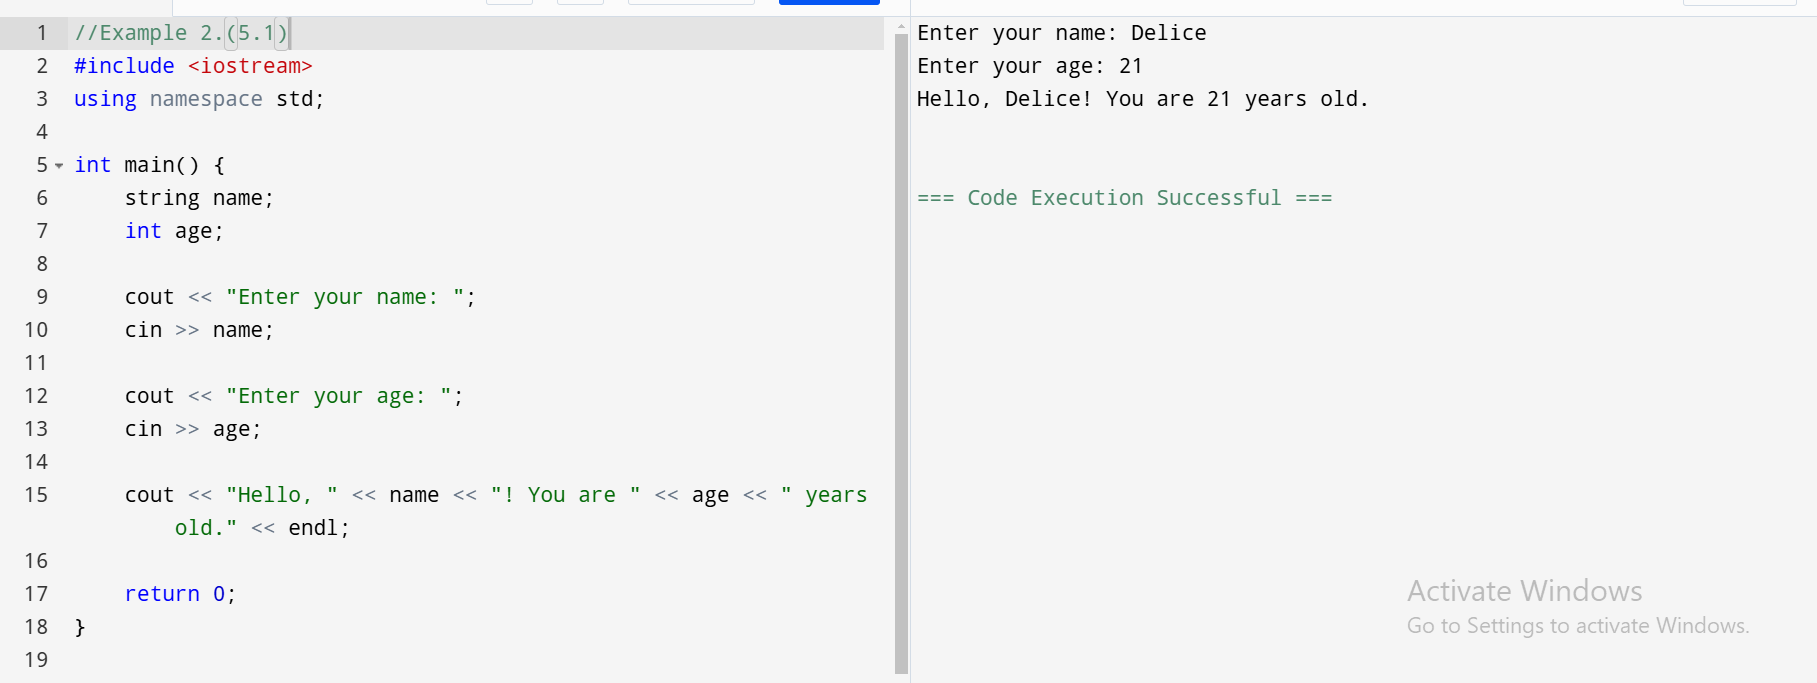 1 //Example 2.(5.1)
2 #include <iostream>
3 using namespace std;
4
5 int main() {
6     string name;
7     int age;
8
9     cout << "Enter your name: ";
10     cin >> name;
11
12     cout << "Enter your age: ";
13     cin >> age;
14
15     cout << "Hello, " << name << "! You are " << age << " years
old." << endl;
16
17     return 0;
18 }
19
Enter your name: Delice
Enter your age: 21
Hello, Delice! You are 21 years old.
=== Code Execution Successful ===
Activate Windows
Go to Settings to activate Windows.